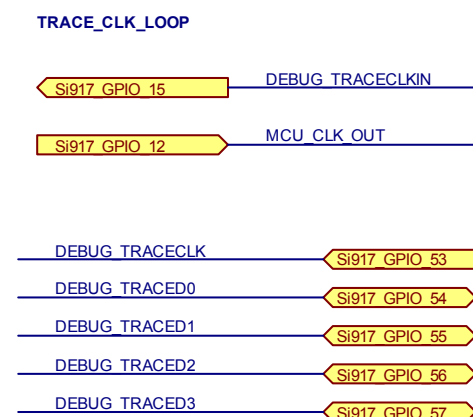 TRACE_CLK_LOOP
Si917_GPIO_15 DEBUG_TRACECLKIN
Si917_GPIO_12 MCU_CLK_OUT
DEBUG_TRACECLK Si917_GPIO_53
DEBUG_TRACED0 Si917_GPIO_54
DEBUG_TRACED1 Si917_GPIO_55
DEBUG_TRACED2 Si917_GPIO_56
DEBUG_TRACED3 Si917_GPIO_57